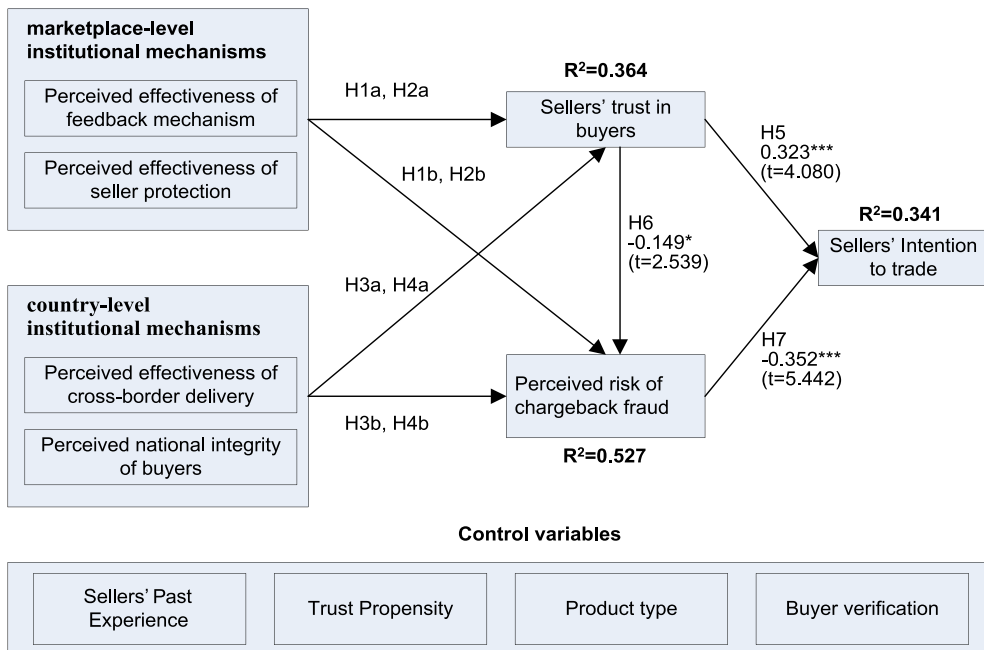 marketplace-level
institutional mechanisms
Perceived effectiveness of
feedback mechanism
Perceived effectiveness of
seller protection
country-level
institutional mechanisms
Perceived effectiveness of
cross-border delivery
Perceived national integrity
of buyers
H1a, H2a
H1b, H2b
H3a, H4a
H3b, H4b
R²=0.364
Sellers’ trust in
buyers
H6
-0.149*
(t=2.539)
Perceived risk of
chargeback fraud
R²=0.527
H5
0.323***
(t=4.080)
R²=0.341
Sellers’ Intention
to trade
H7
-0.352***
(t=5.442)
Control variables
Sellers’ Past
Experience
Trust Propensity
Product type
Buyer verification